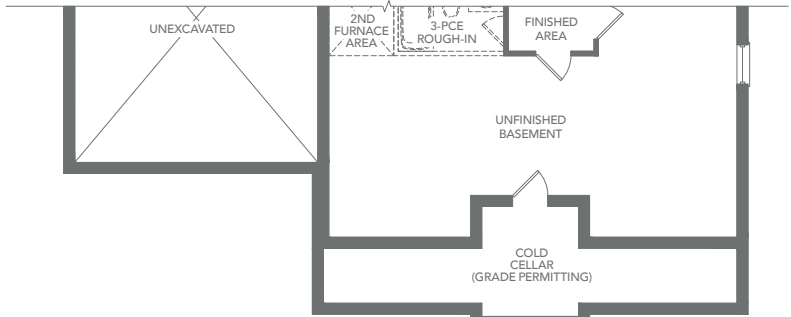 UNEXCAVATED
2ND
FURNACE
AREA
3-PCE
ROUGH-IN
FINISHED
AREA
UNFINISHED
BASEMENT
COLD
CELLAR
(GRADE PERMITTING)